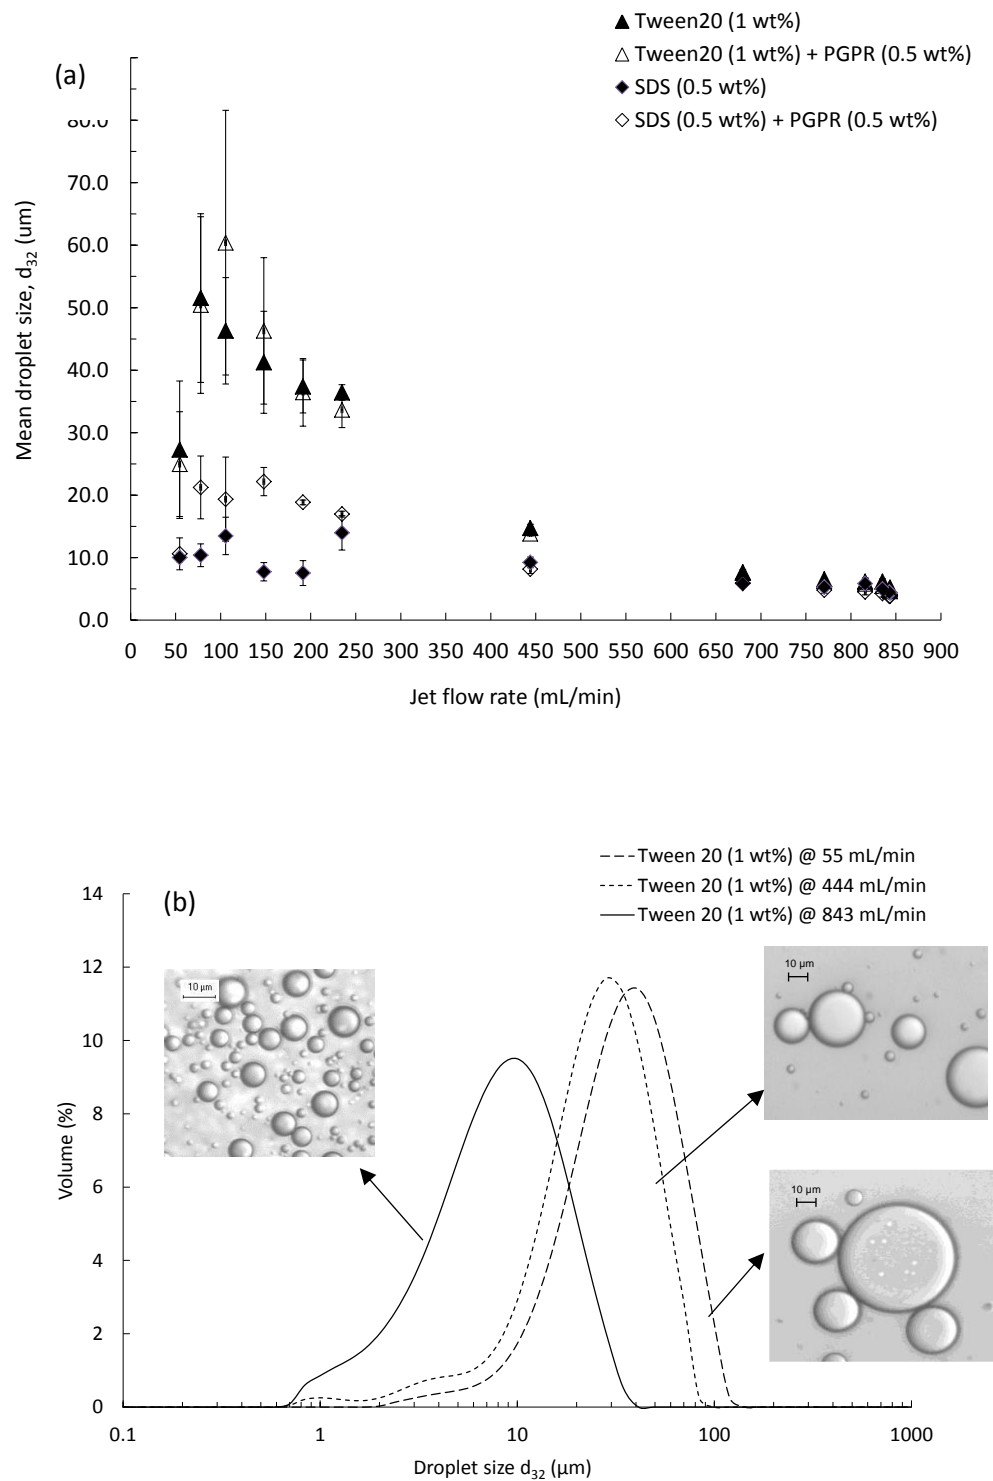 ▲ Tween20 (1 wt%)
△ Tween20 (1 wt%) + PGPR (0.5 wt%)
◆ SDS (0.5 wt%)
◇ SDS (0.5 wt%) + PGPR (0.5 wt%)
(a)
80.0
70.0
60.0
50.0
40.0
30.0
20.0
10.0
0.0
Mean droplet size, d32 (um)
0 50 100 150 200 250 300 350 400 450 500 550 600 650 700 750 800 850 900
Jet flow rate (mL/min)
Tween 20 (1 wt%) @ 55 mL/min
Tween 20 (1 wt%) @ 444 mL/min
Tween 20 (1 wt%) @ 843 mL/min
(b)
14
12
10
8
6
4
2
0
Volume (%)
10 µm
10 µm
10 µm
0.1 1 10 100 1000
Droplet size d32 (µm)